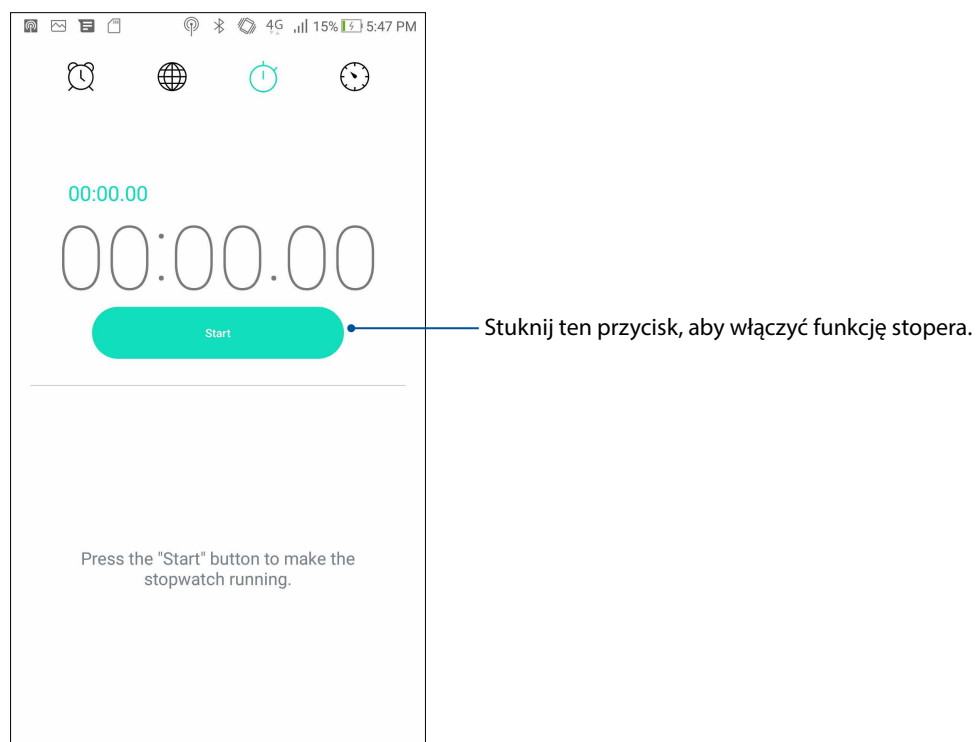 4G 15% 5:47 PM
00:00.00
00:00.00
Start
Stuknij ten przycisk, aby włączyć funkcję stopera.
Press the "Start" button to make the
stopwatch running.